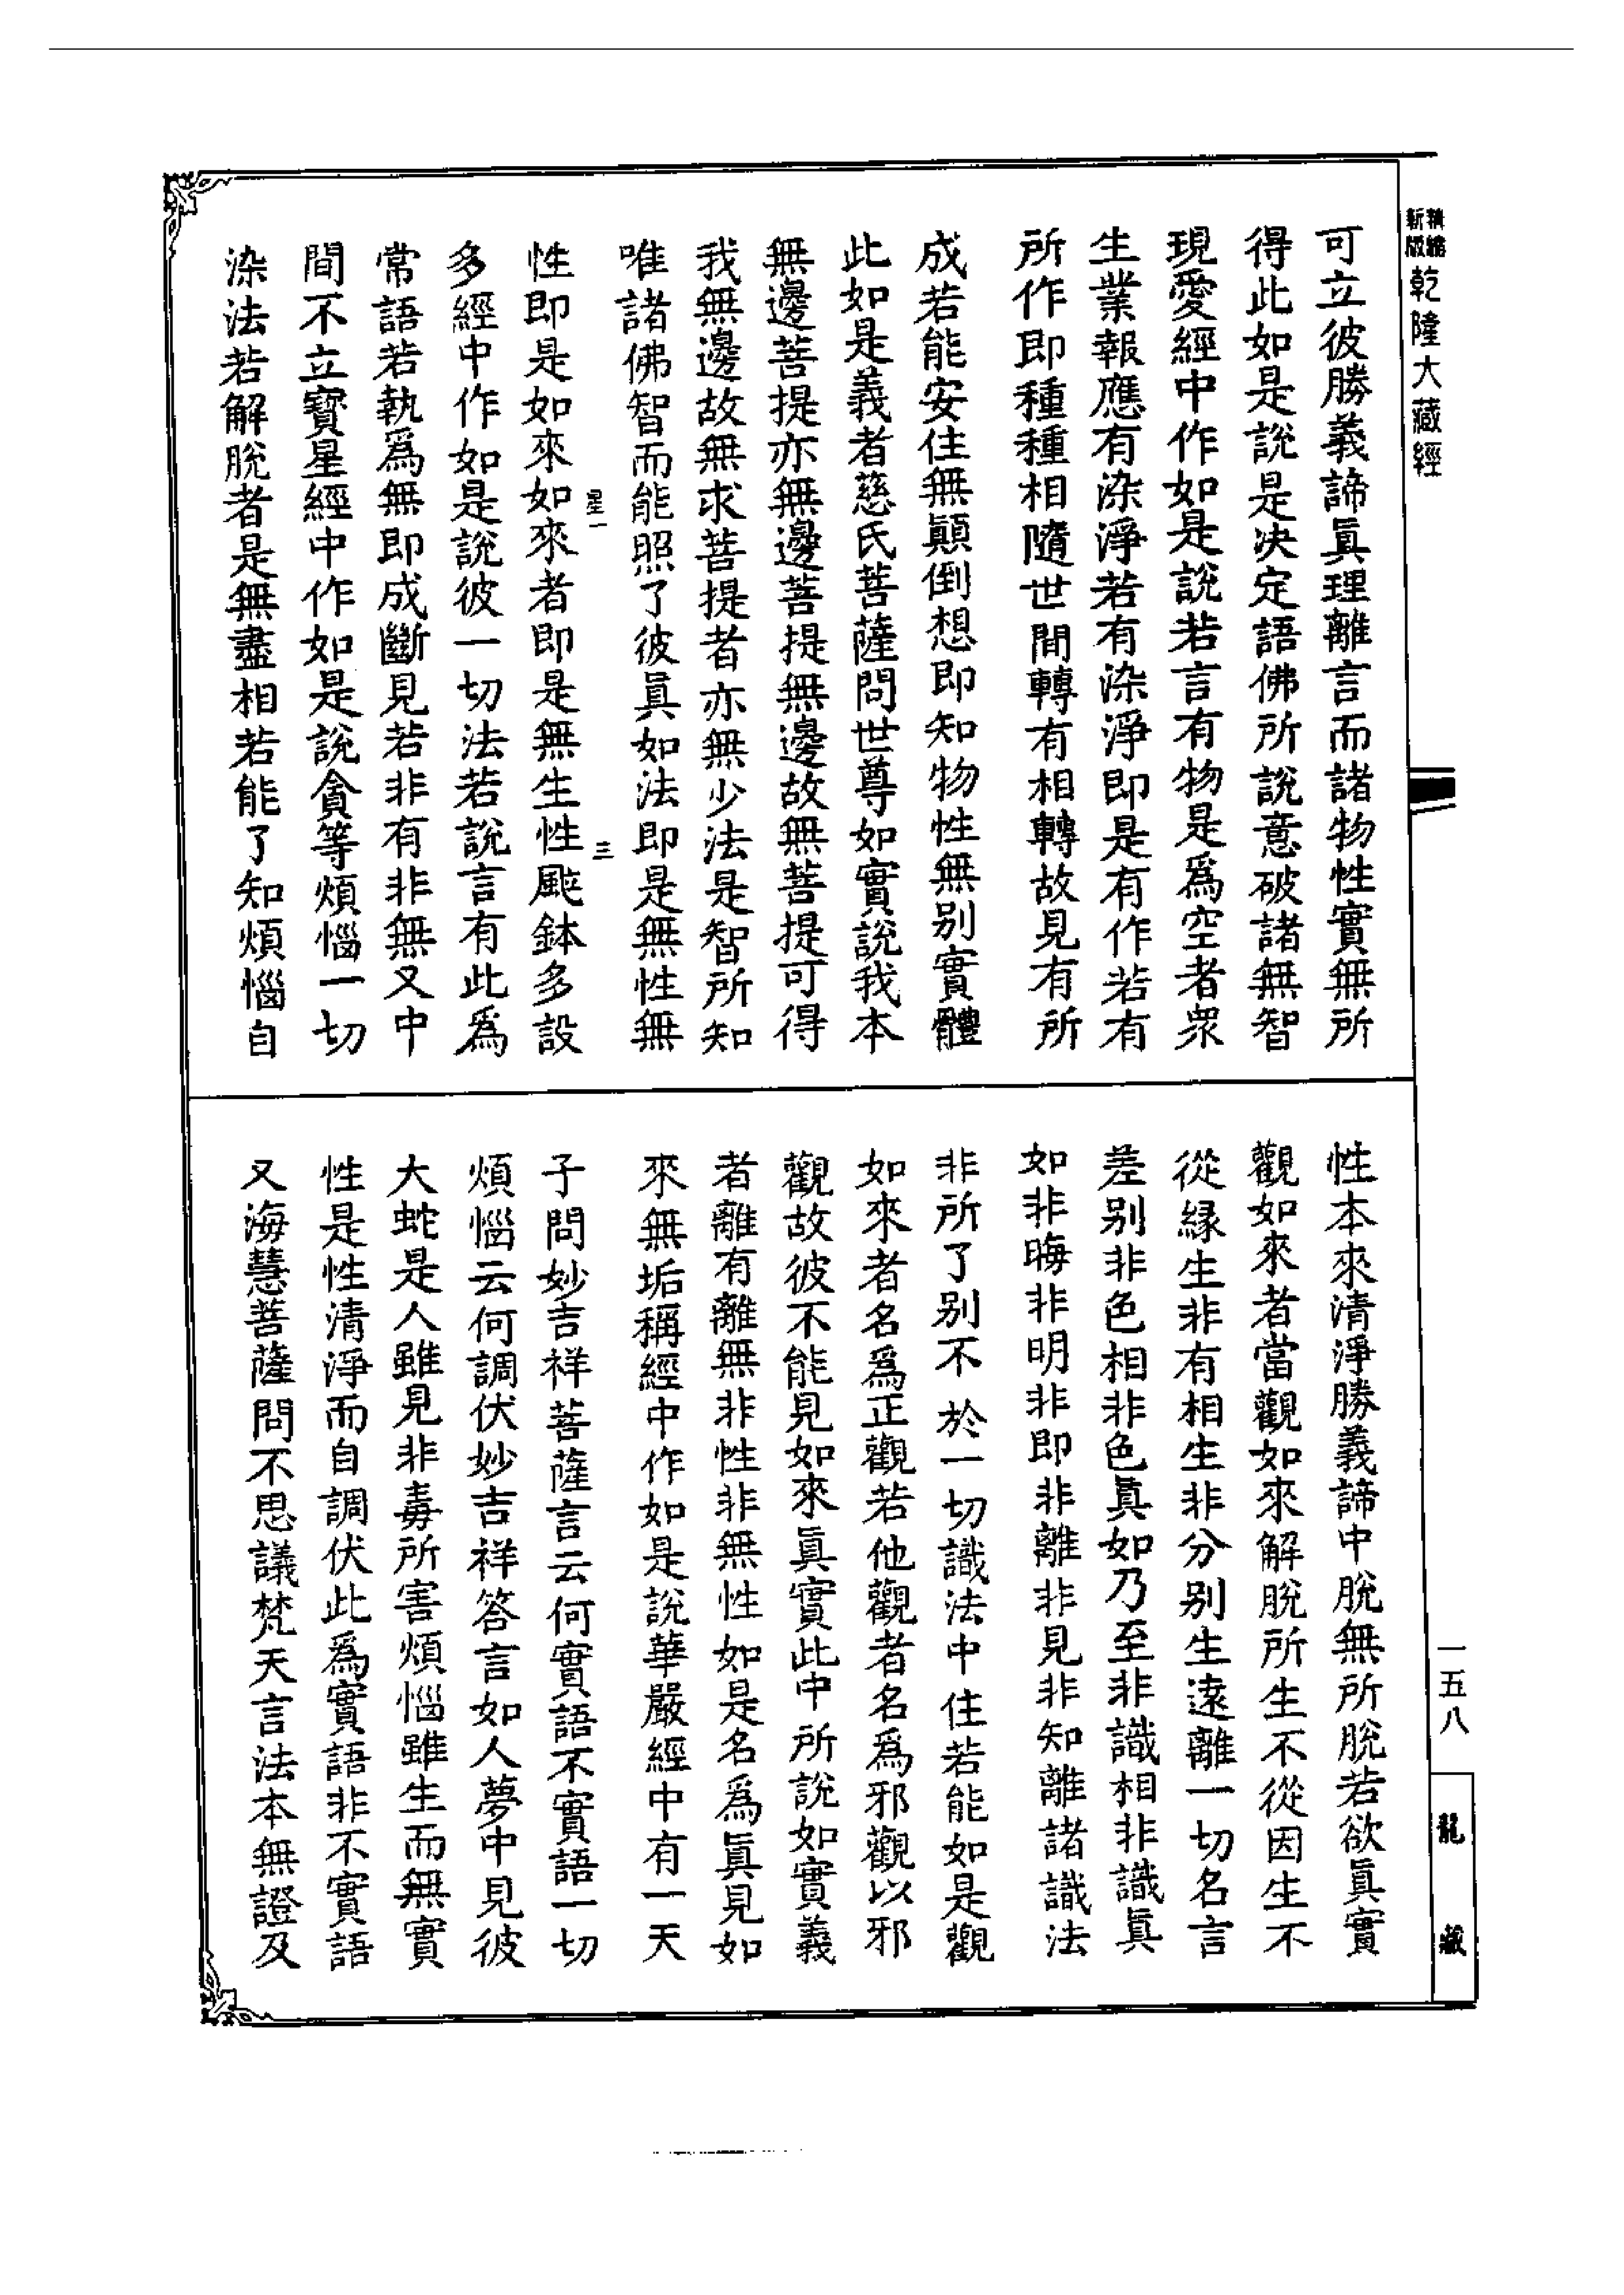 精縮新版乾隆大藏經
可立彼勝義諦眞理離言而諸物性實無所
得此如是說是決定語佛所說意破諸無智
現愛經中作如是說若言有物是爲空者衆
生業報應有染淨若有染淨即是有作若有
所作即種種相隨世間轉有相轉故見有所
成若能安住無顚倒想即知物性無別實體
此如是義者慈氏菩薩問世尊如實說我本
無邊菩提亦無邊菩提無邊故無菩提可得
我無邊故無求菩提者亦無少法是智所知
唯諸佛智而能照了彼眞如法即是無性無
星一
三
性即是如來如來者即是無生性颰鉢多設
多經中作如是說彼一切法若說言有此爲
常語若執爲無即成斷見若非有非無又中
間不立寶星經中作如是說貪等煩惱一切
染法若解脫者是無盡相若能了知煩惱自
性本來清淨勝義諦中脫無所脫若欲眞實
觀如來者當觀如來解脫所生不從因生不
從緣生非有相生非分別生遠離一切名言
差別非色相非色眞如乃至非識相非識眞
如非晦非明非即非離非見非知離諸識法
非所了別不於一切識法中住若能如是觀
如來者名爲正觀若他觀者名爲邪觀以邪
觀故彼不能見如來眞實此中所說如實義
者離有離無非性非無性如是名爲眞見如
來無垢稱經中作如是說華嚴經中有一天
子問妙吉祥菩薩言云何實語不實語一切
煩惱云何調伏妙吉祥答言如人夢中見彼
大蛇是人雖見非毒所害煩惱雖生而無實
性是性清淨而自調伏此爲實語非不實語
又海慧菩薩問不思議梵天言法本無證及
一五八
龍藏